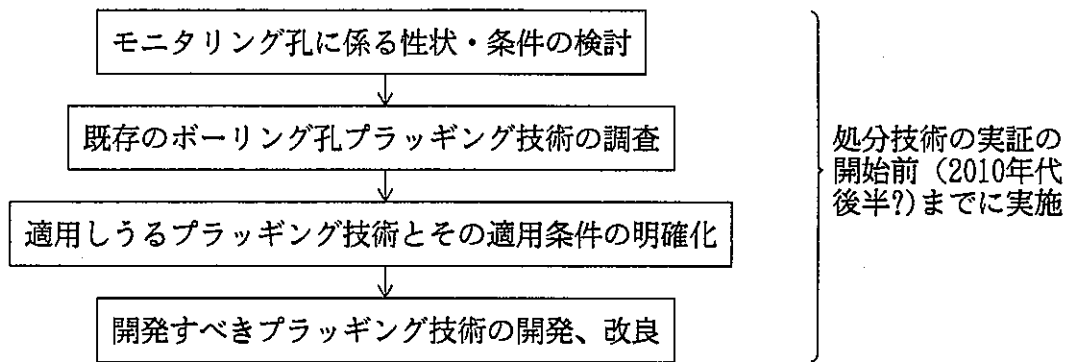 モニタリング孔に係る性状・条件の検討
既存のボーリング孔プラッギング技術の調査
適用しうるプラッギング技術とその適用条件の明確化
開発すべきプラッギング技術の開発、改良
処分技術の実証の
開始前（2010年代
後半?)までに実施